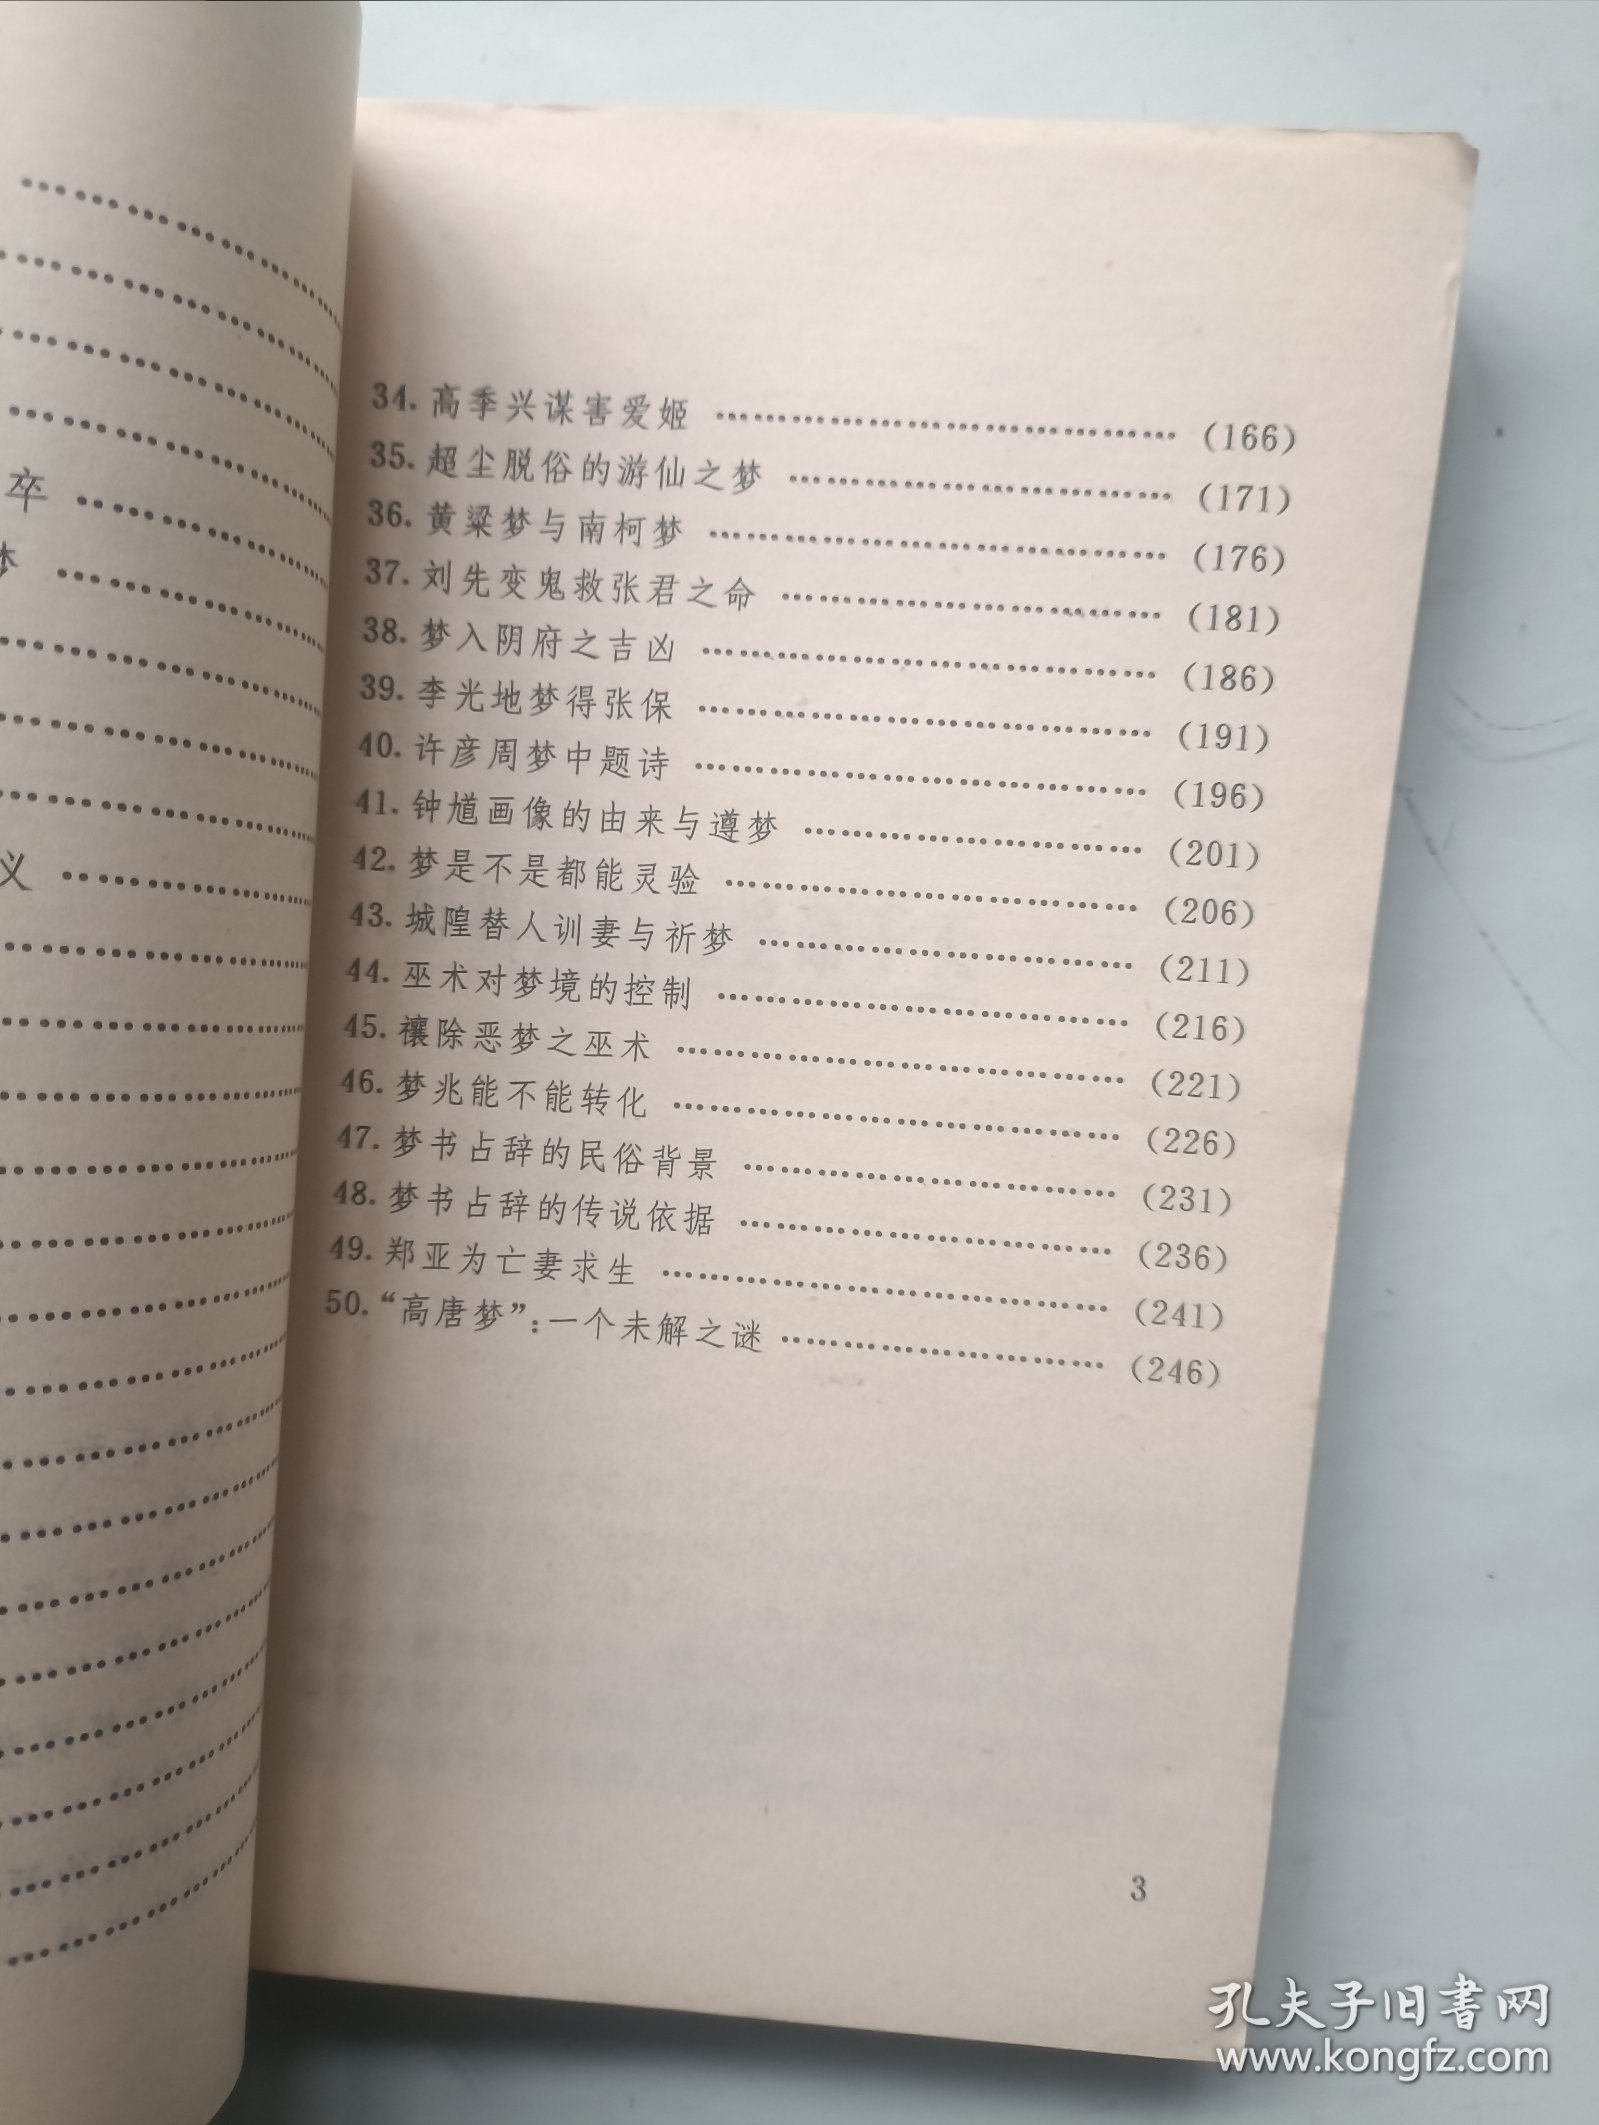 卒 ……………
梦 ……………
义 ……………
34. 高季兴谋害爱姬 ……………………………… (166)
35. 超尘脱俗的游仙之梦 ………………………… (171)
36. 黄粱梦与南柯梦 ……………………………… (176)
37. 刘先变鬼救张君之命 ………………………… (181)
38. 梦入阴府之吉凶 ……………………………… (186)
39. 李光地梦得张保 ……………………………… (191)
40. 许彦周梦中题诗 ……………………………… (196)
41. 钟馗画像的由来与遵梦 ……………………… (201)
42. 梦是不是都能灵验 …………………………… (206)
43. 城隍替人训妻与祈梦 ………………………… (211)
44. 巫术对梦境的控制 …………………………… (216)
45. 禳除恶梦之巫术 ……………………………… (221)
46. 梦兆能不能转化 ……………………………… (226)
47. 梦书占辞的民俗背景 ………………………… (231)
48. 梦书占辞的传说依据 ………………………… (236)
49. 郑亚为亡妻求生 ……………………………… (241)
50. “高唐梦”:一个未解之谜 …………………… (246)
3
孔夫子旧书网
www.kongfz.com